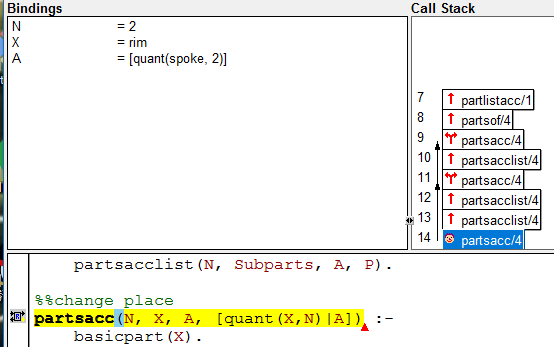 Bindings
N = 2
X = rim
A = [quant(spoke, 2)]
Call Stack
7 partlistacc/1
8 partsof/4
9 partsacc/4
10 partsacclist/4
11 partsacc/4
12 partsacclist/4
13 partsacclist/4
14 partsacc/4
partsacclist(N, Subparts, A, P).
%%change place
partsacc(N, X, A, [quant(X,N)|A]) :-
basicpart(X).